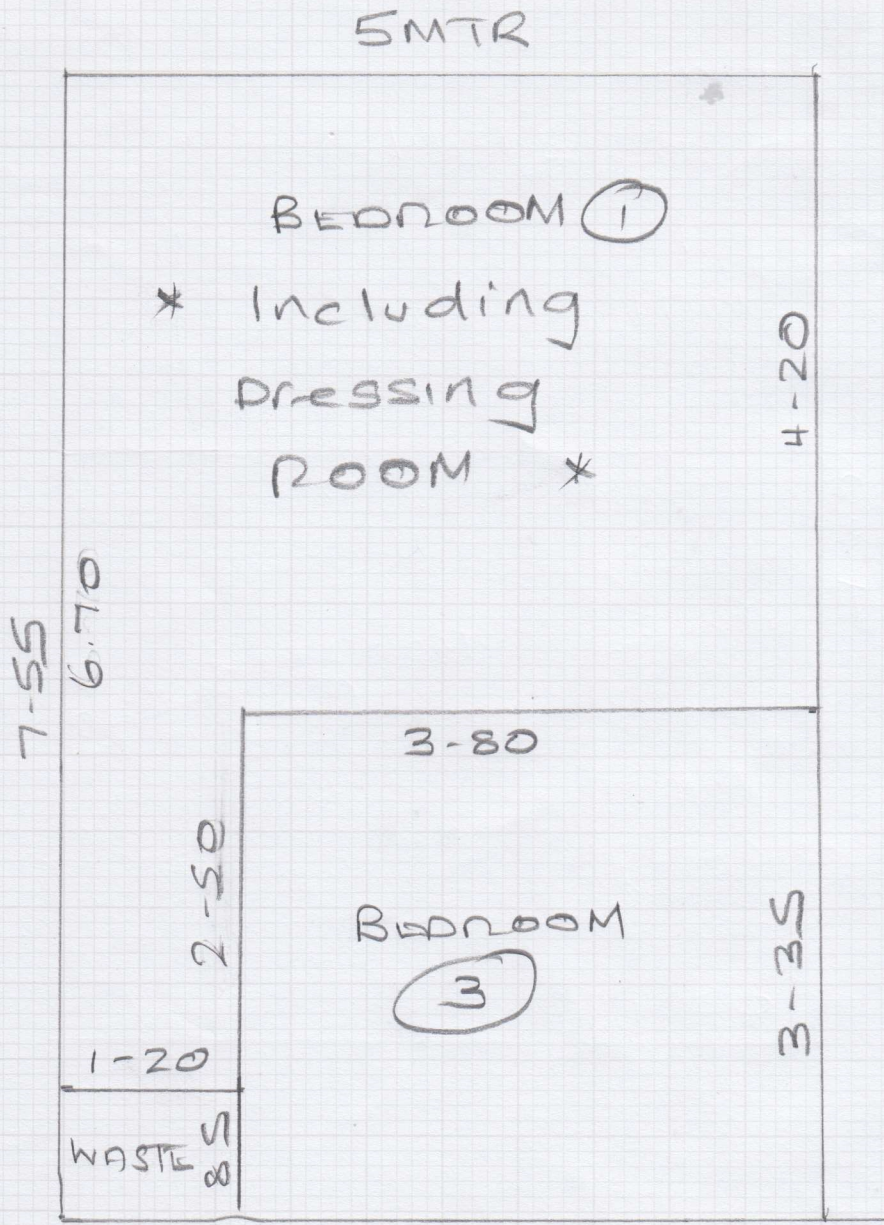 5MTR
BEDROOM 1
* Including
Dressing
ROOM *
4-20
7-55
6.70
3-80
2-50
BEDROOM
3
3-35
1-20
WASTE 85